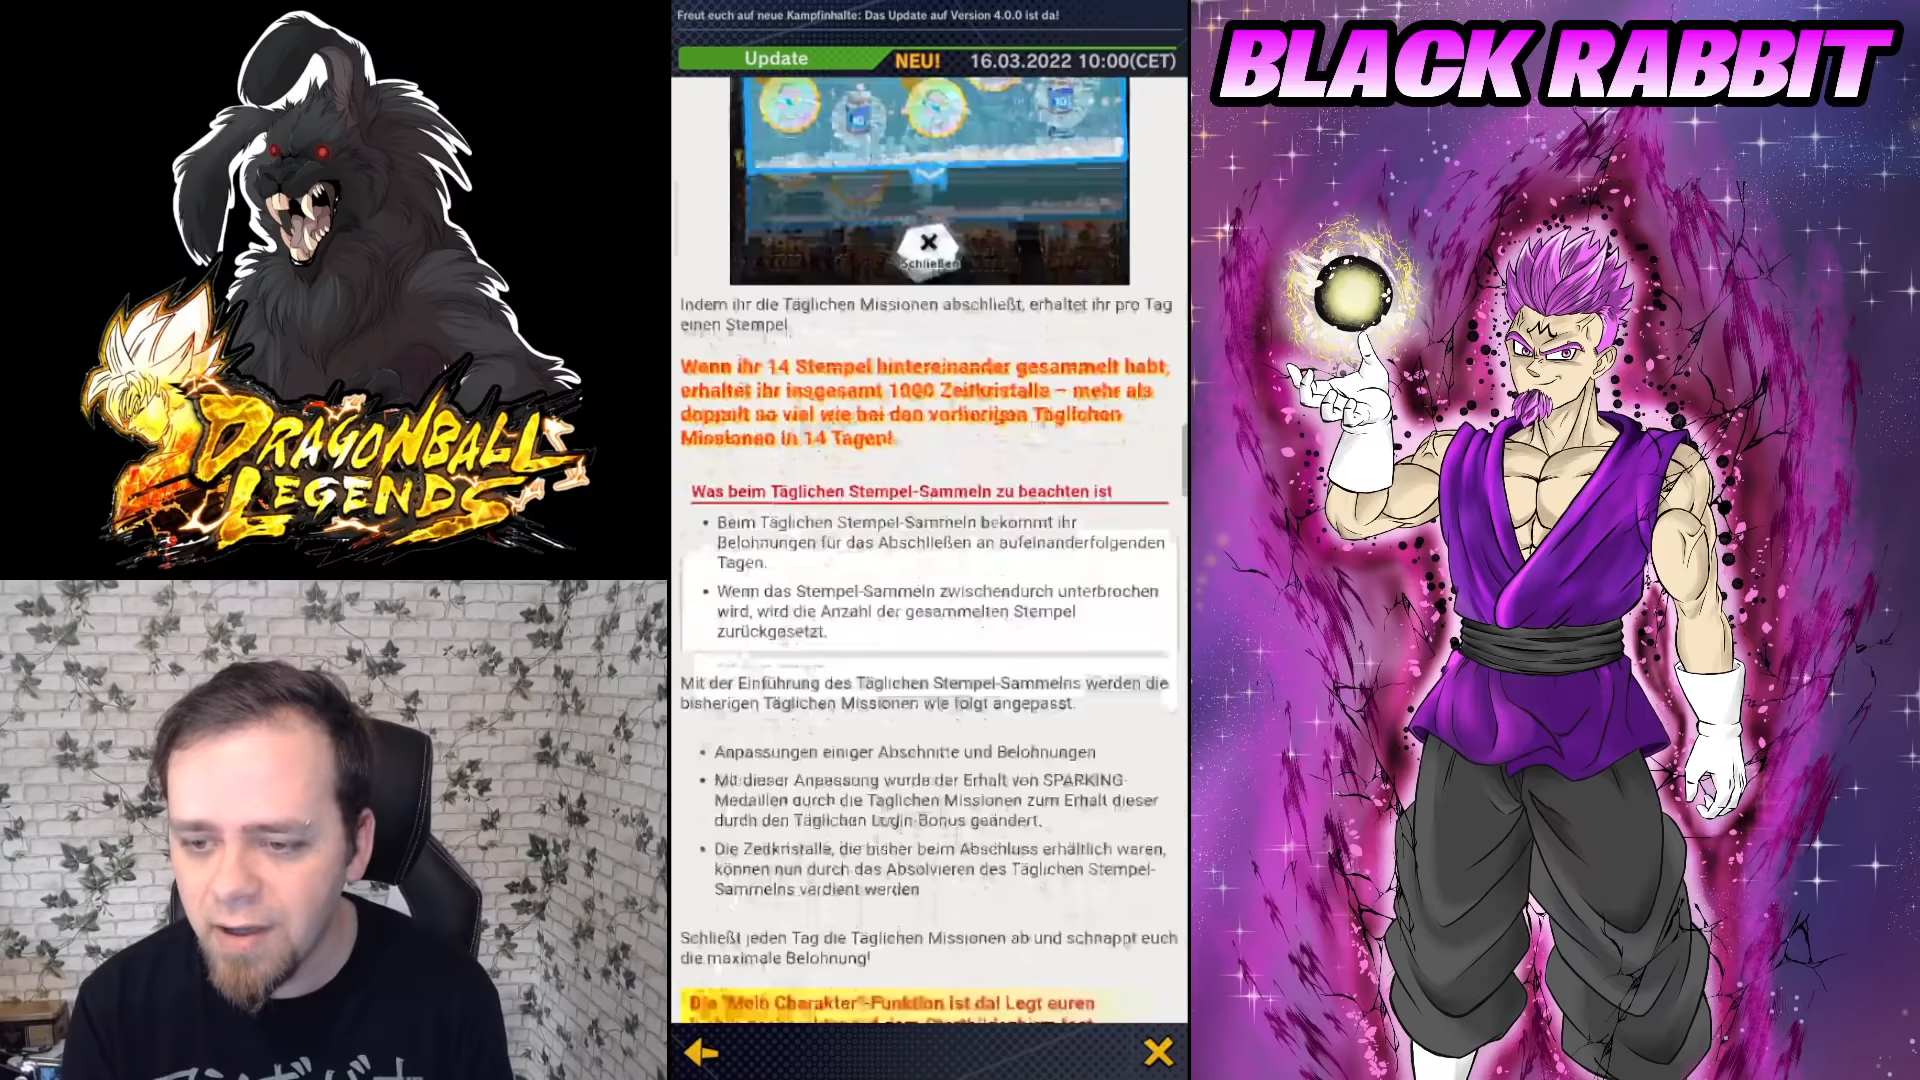 Freut euch auf neue Kampfinhalte: Das Update auf Version 4.0.0 ist da!
Update NEU! 16.03.2022 10:00(CET)
BLACK RABBIT
10
10
Schließen
Indem ihr die Täglichen Missionen abschließt, erhaltet ihr pro Tag
einen Stempel
Wenn ihr 14 Stempel hintereinander gesammelt habt,
erhaltet ihr insgesamt 1000 Zeitkristalle – mehr als
doppelt so viel wie bei den vorherigen Täglichen
Missionen in 14 Tagen!
Was beim Täglichen Stempel-Sammeln zu beachten ist
• Beim Täglichen Stempel-Sammeln bekommt ihr
Belohnungen für das Abschließen an aufeinanderfolgenden
Tagen.
• Wenn das Stempel-Sammeln zwischendurch unterbrochen
wird, wird die Anzahl der gesammelten Stempel
zurückgesetzt.
Mit der Einführung des Täglichen Stempel-Sammelns werden die
bisherigen Täglichen Missionen wie folgt angepasst.
• Anpassungen einiger Abschnitte und Belohnungen
• Mit dieser Anpassung wurde der Erhalt von SPARKING-
Medaillen durch die Täglichen Missionen zum Erhalt dieser
durch den Täglichen Login-Bonus geändert.
• Die Zeitkristalle, die bisher beim Abschluss erhältlich waren,
können nun durch das Absolvieren des Täglichen Stempel-
Sammelns verdient werden
Schließt jeden Tag die Täglichen Missionen ab und schnappt euch
die maximale Belohnung!
Die "Mein Charakter"-Funktion ist da! Legt euren
DRAGONBALL
LEGENDS